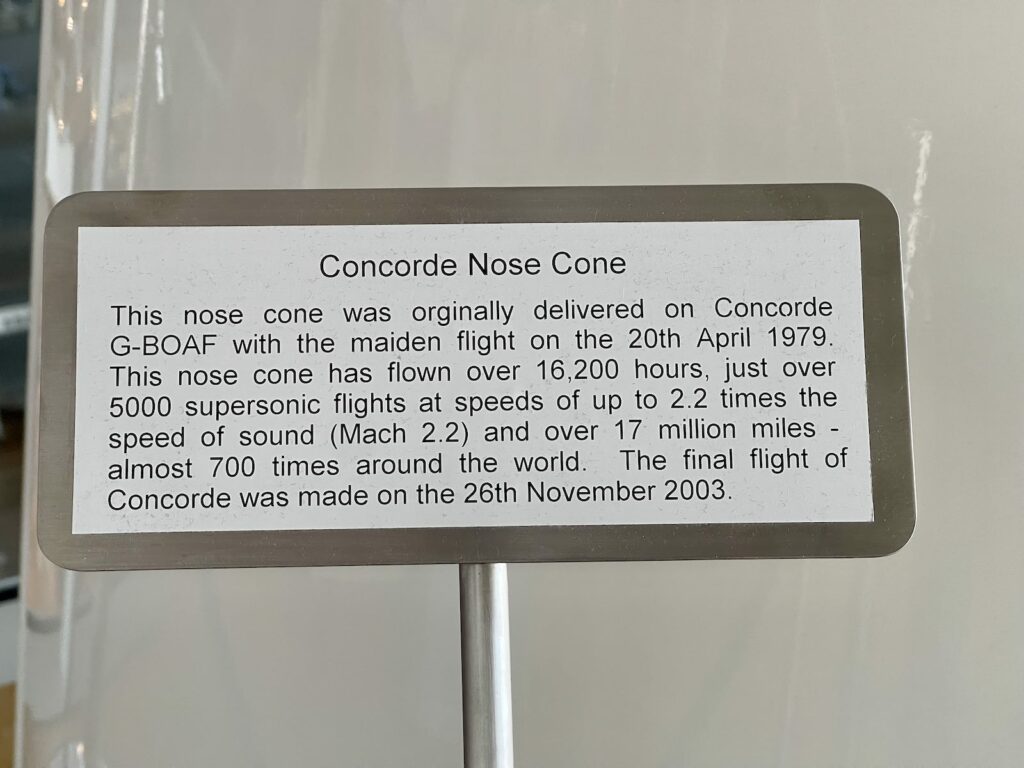 Concorde Nose Cone
This nose cone was orginally delivered on Concorde
G-BOAF with the maiden flight on the 20th April 1979.
This nose cone has flown over 16,200 hours, just over
5000 supersonic flights at speeds of up to 2.2 times the
speed of sound (Mach 2.2) and over 17 million miles -
almost 700 times around the world. The final flight of
Concorde was made on the 26th November 2003.